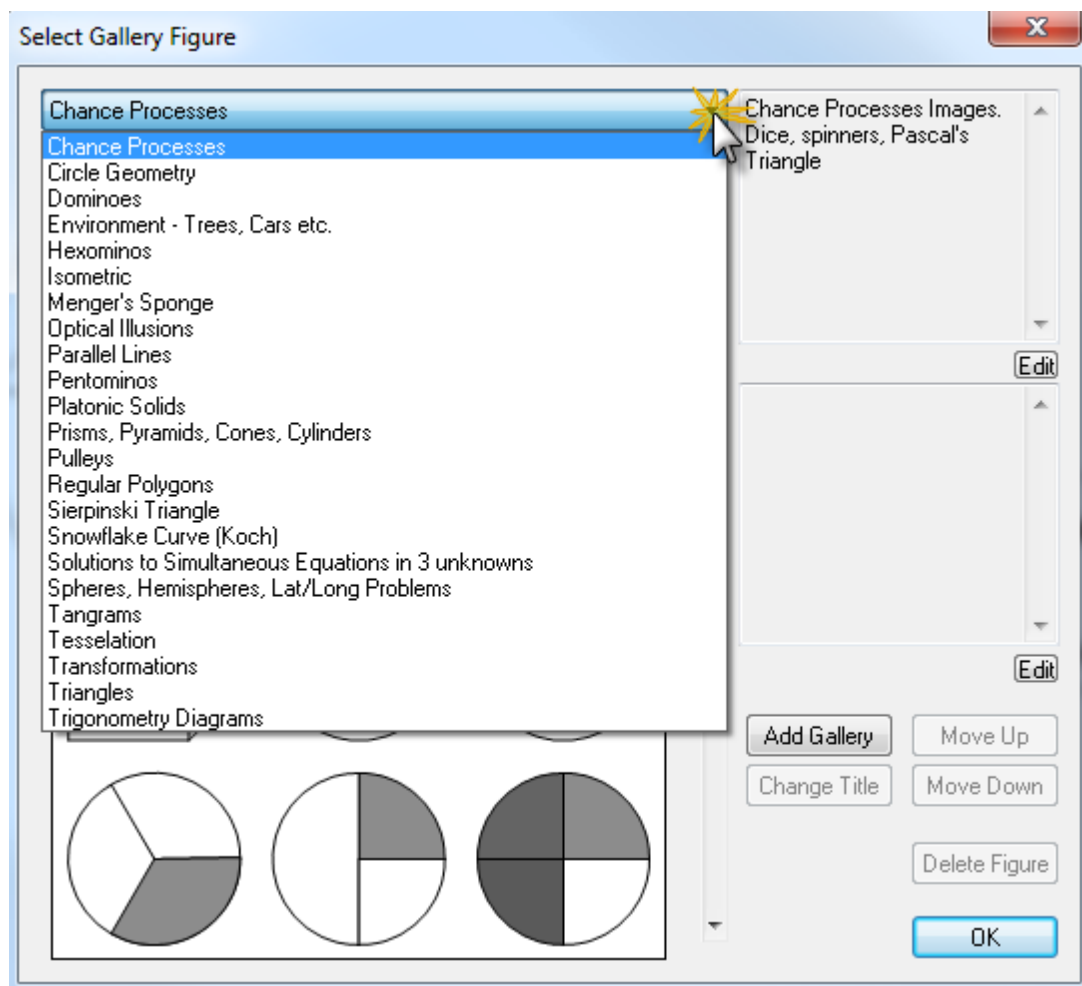 Select Gallery Figure
Chance Processes
Chance Processes
Circle Geometry
Dominoes
Environment - Trees, Cars etc.
Hexominos
Isometric
Menger's Sponge
Optical Illusions
Parallel Lines
Pentominos
Platonic Solids
Prisms, Pyramids, Cones, Cylinders
Pulleys
Regular Polygons
Sierpinski Triangle
Snowflake Curve (Koch)
Solutions to Simultaneous Equations in 3 unknowns
Spheres, Hemispheres, Lat/Long Problems
Tangrams
Tesselation
Transformations
Triangles
Trigonometry Diagrams
Chance Processes Images.
Dice, spinners, Pascal's
Triangle
Edit
Edit
Add Gallery
Move Up
Change Title
Move Down
Delete Figure
OK